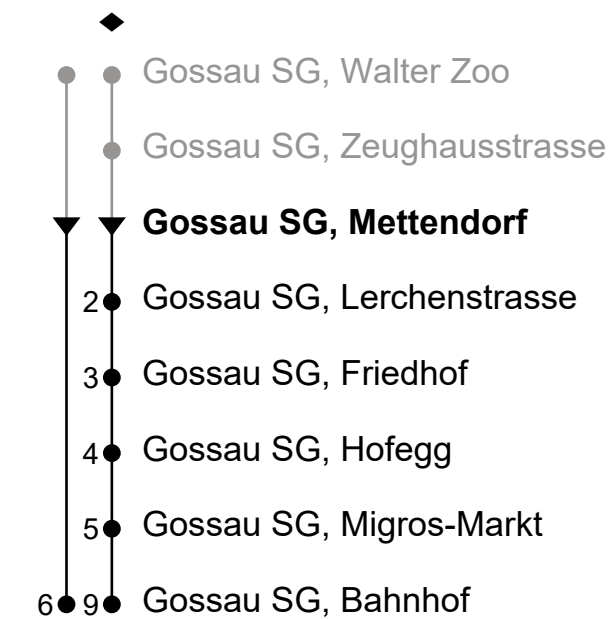 Gossau SG, Walter Zoo
Gossau SG, Zeughausstrasse
Gossau SG, Mettendorf
2 Gossau SG, Lerchenstrasse
3 Gossau SG, Friedhof
4 Gossau SG, Hofegg
5 Gossau SG, Migros-Markt
6 9 Gossau SG, Bahnhof